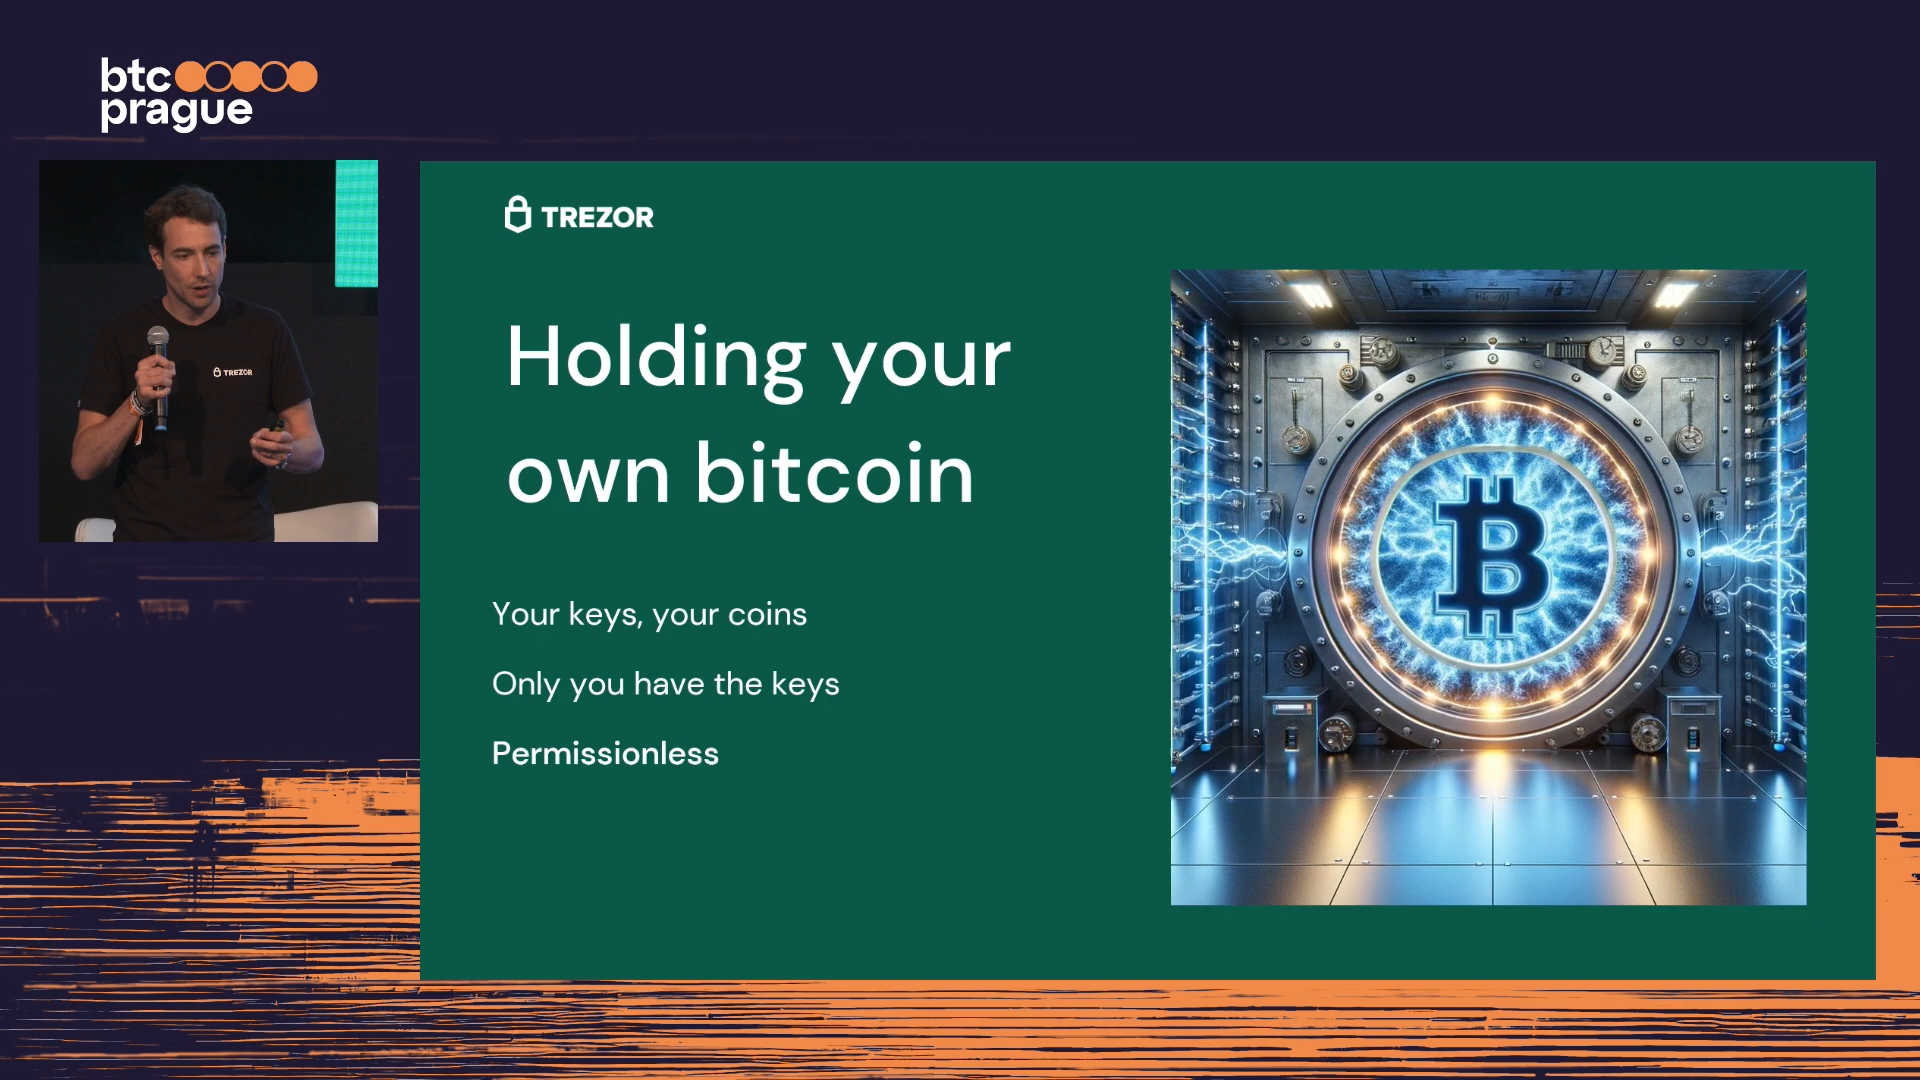 btc
prague
TREZOR
TREZOR
Holding your
own bitcoin
Your keys, your coins
Only you have the keys
Permissionless